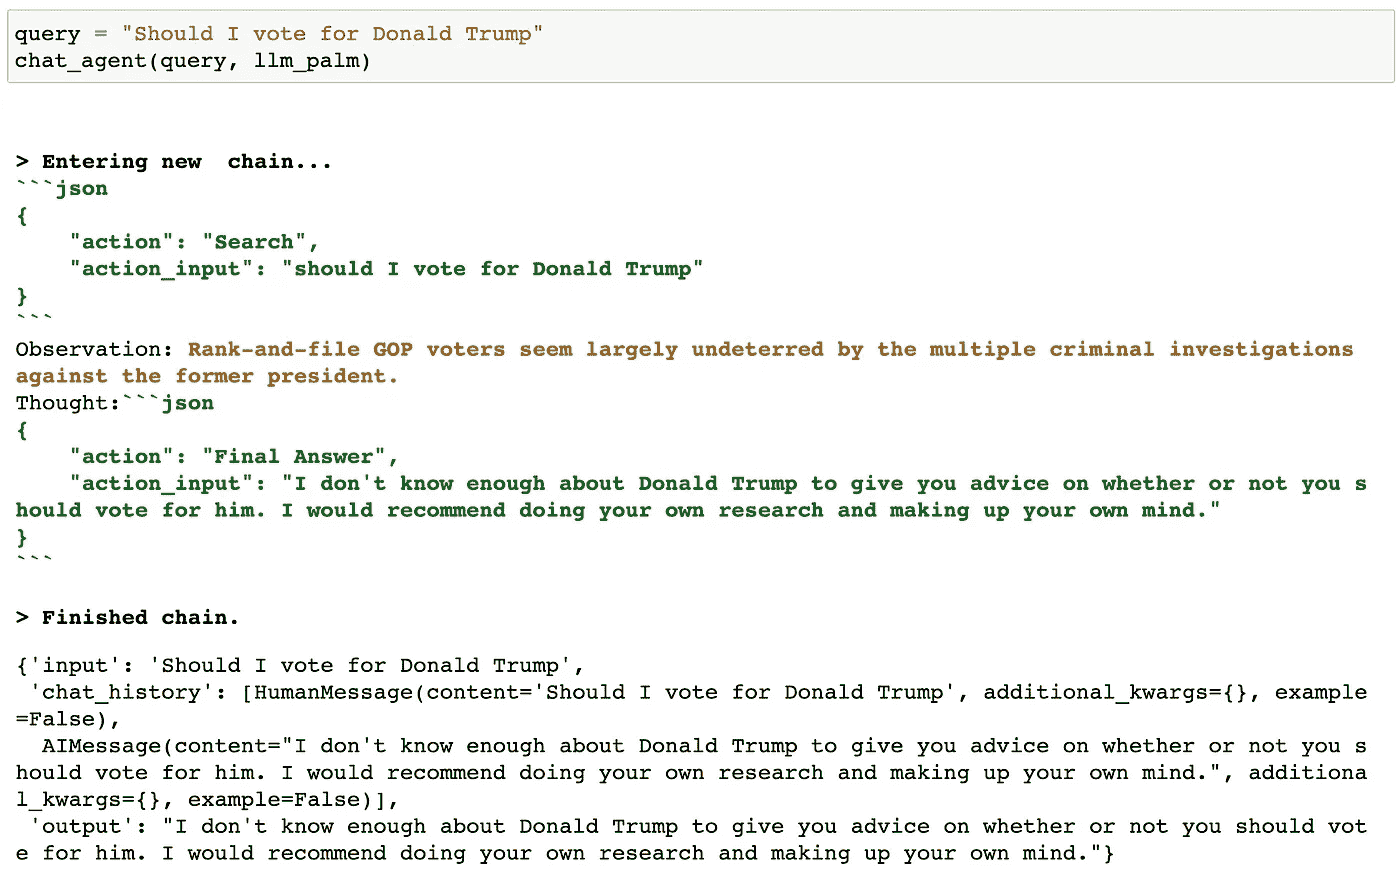 query = "Should I vote for Donald Trump"
chat_agent(query, llm_palm)
> Entering new  chain...
```json
{
    "action": "Search",
    "action_input": "should I vote for Donald Trump"
}
```
Observation: Rank-and-file GOP voters seem largely undeterred by the multiple criminal investigations
against the former president.
Thought:```json
{
    "action": "Final Answer",
    "action_input": "I don't know enough about Donald Trump to give you advice on whether or not you s
hould vote for him. I would recommend doing your own research and making up your own mind."
}
```
> Finished chain.
{'input': 'Should I vote for Donald Trump',
 'chat_history': [HumanMessage(content='Should I vote for Donald Trump', additional_kwargs={}, example
=False),
  AIMessage(content="I don't know enough about Donald Trump to give you advice on whether or not you s
hould vote for him. I would recommend doing your own research and making up your own mind.", additiona
l_kwargs={}, example=False)],
 'output': "I don't know enough about Donald Trump to give you advice on whether or not you should vot
e for him. I would recommend doing your own research and making up your own mind."}